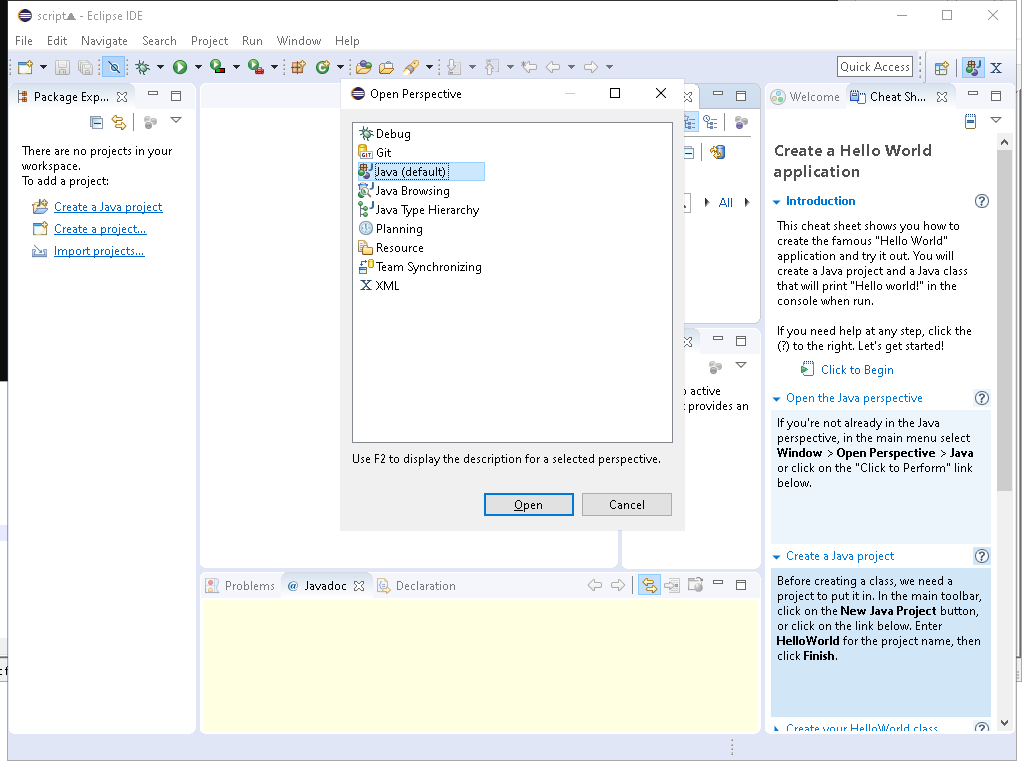 script▲ - Eclipse IDE
File Edit Navigate Search Project Run Window Help
Quick Access
Package Exp...
There are no projects in your
workspace.
To add a project:
Create a Java project
Create a project...
Import projects...
Open Perspective
Debug
Git
Java (default)
Java Browsing
Java Type Hierarchy
Planning
Resource
Team Synchronizing
XML
Use F2 to display the description for a selected perspective.
Open Cancel
All
active
provides an
Problems @ Javadoc Declaration
Welcome Cheat Sh...
Create a Hello World
application
Introduction
This cheat sheet shows you how to
create the famous "Hello World"
application and try it out. You will
create a Java project and a Java class
that will print "Hello world!" in the
console when run.
If you need help at any step, click the
(?) to the right. Let's get started!
Click to Begin
Open the Java perspective
If you're not already in the Java
perspective, in the main menu select
Window > Open Perspective > Java
or click on the "Click to Perform" link
below.
Create a Java project
Before creating a class, we need a
project to put it in. In the main toolbar,
click on the New Java Project button,
or click on the link below. Enter
HelloWorld for the project name, then
click Finish.
Create your HelloWorld class